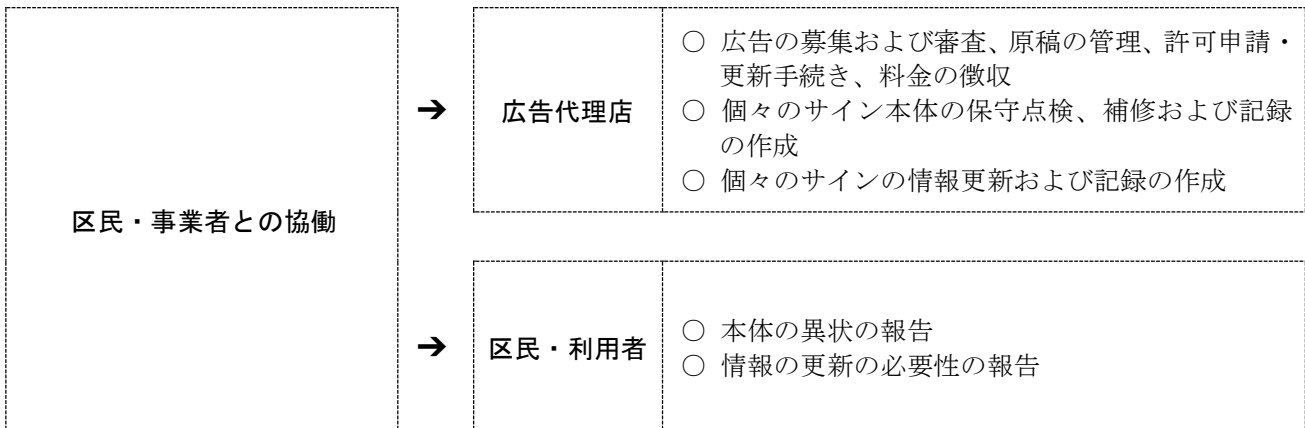 区民・事業者との協働
➔
広告代理店
○ 広告の募集および審査、原稿の管理、許可申請・
更新手続き、料金の徴収
○ 個々のサイン本体の保守点検、補修および記録
の作成
○ 個々のサインの情報更新および記録の作成
➔
区民・利用者
○ 本体の異状の報告
○ 情報の更新の必要性の報告